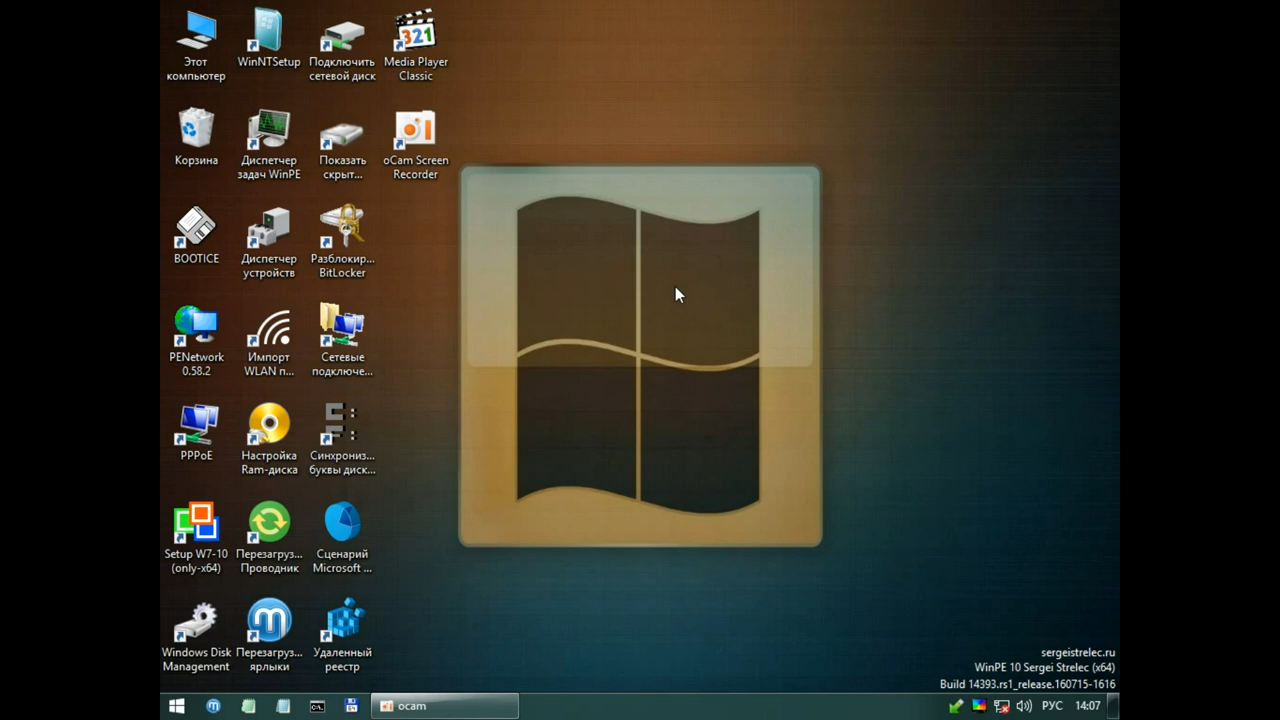 Этот
компьютер
WinNTSetup
Подключить
сетевой диск
321
Media Player
Classic
Корзина
Диспетчер
задач WinPE
Показать
скрыт...
oCam Screen
Recorder
BOOTICE
Диспетчер
устройств
Разблокир...
BitLocker
PENetwork
0.58.2
Импорт
WLAN п...
Сетевые
подключе...
PPPoE
Настройка
Ram-диска
Синхрониз...
буквы диск...
Setup W7-10
(only-x64)
Перезагруз...
Проводник
Сценарий
Microsoft ...
Windows Disk
Management
Перезагруз...
ярлыки
Удаленный
реестр
sergeistrelec.ru
WinPE 10 Sergei Strelec (x64)
Build 14393.rs1_release.160715-1616
ocam
РУС
14:07